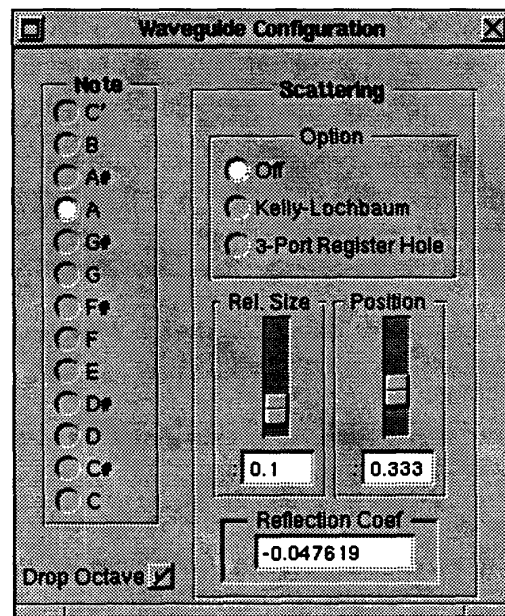 Waveguide Configuration
Note
C'
B
A#
A
G#
G
F#
F
E
D#
D
C#
C
Drop Octave
Scattering
Option
Off
Kelly-Lochbaum
3-Port Register Hole
Rel. Size
: 0.1
Position
: 0.333
Reflection Coef
-0.047619